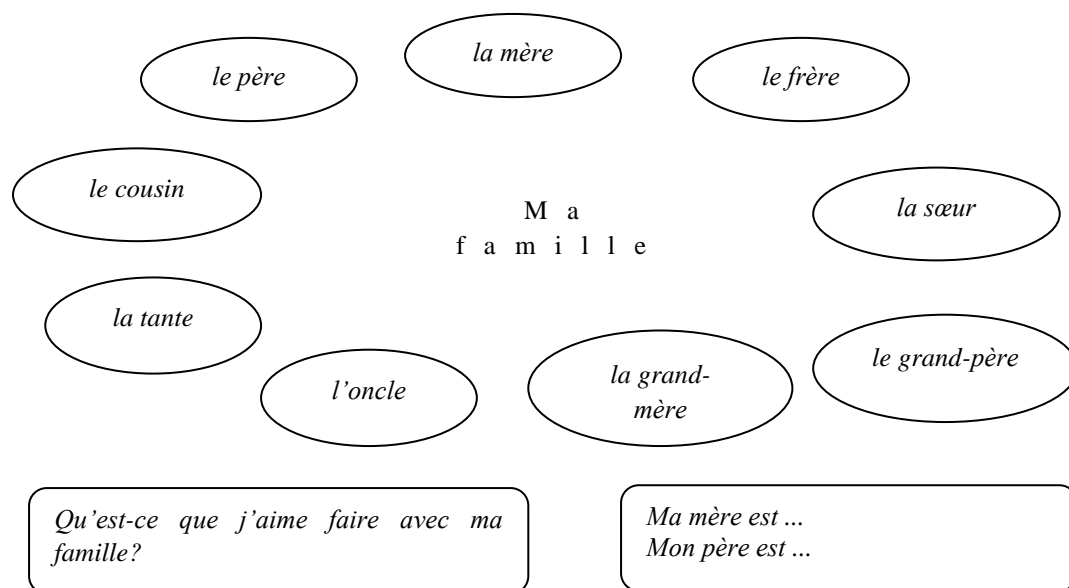 la mère
le père
le frère
le cousin
la sœur
M a
f a m i l l e
la tante
le grand-père
l’oncle
la grand-
mère
Qu’est-ce que j’aime faire avec ma
famille?
Ma mère est ...
Mon père est ...